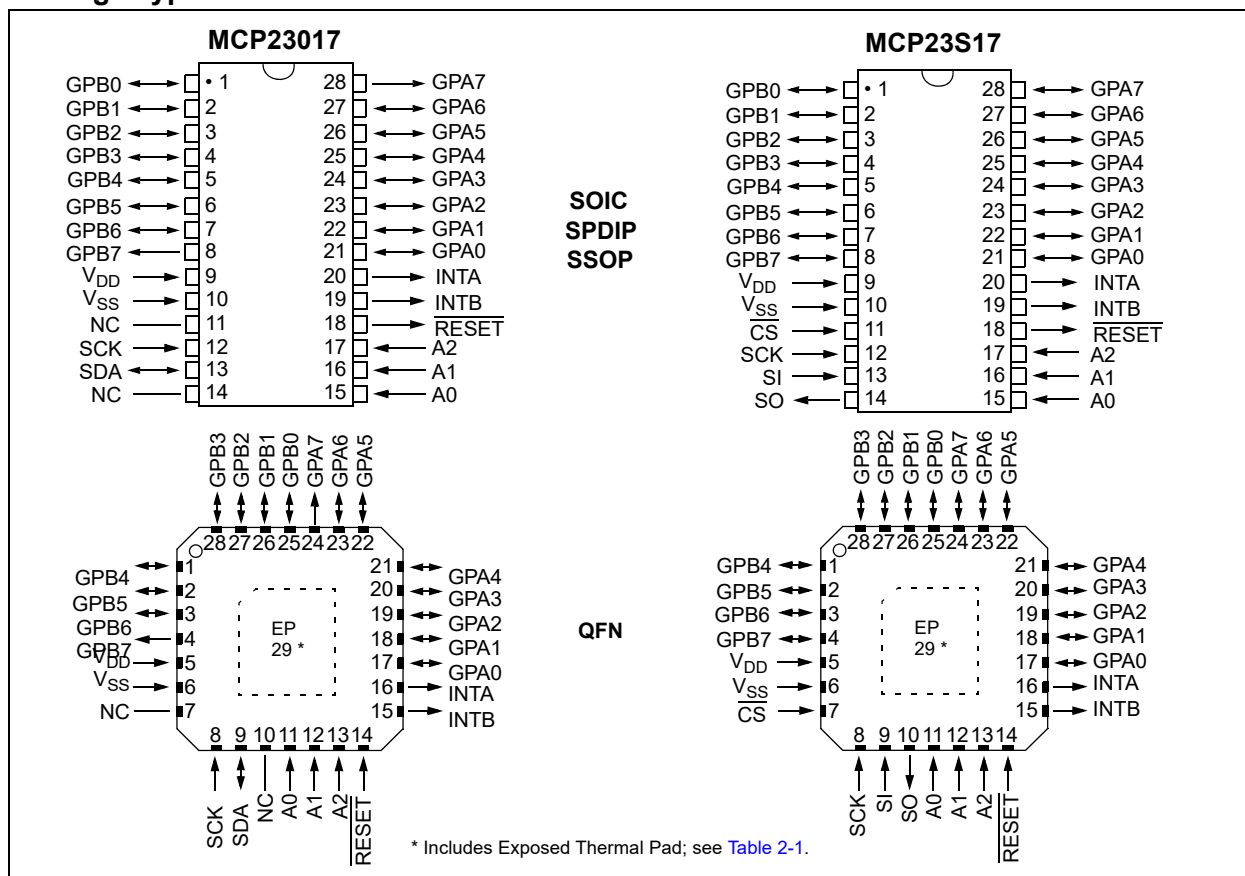 MCP23017
GPB0
GPB1
GPB2
GPB3
GPB4
GPB5
GPB6
GPB7
VDD
VSS
NC
SCK
SDA
NC
• 1
2
3
4
5
6
7
8
9
10
11
12
13
14
28
27
26
25
24
23
22
21
20
19
18
17
16
15
GPA7
GPA6
GPA5
GPA4
GPA3
GPA2
GPA1
GPA0
INTA
INTB
RESET
A2
A1
A0
SOIC
SPDIP
SSOP
MCP23S17
GPB0
GPB1
GPB2
GPB3
GPB4
GPB5
GPB6
GPB7
VDD
VSS
CS
SCK
SI
SO
• 1
2
3
4
5
6
7
8
9
10
11
12
13
14
28
27
26
25
24
23
22
21
20
19
18
17
16
15
GPA7
GPA6
GPA5
GPA4
GPA3
GPA2
GPA1
GPA0
INTA
INTB
RESET
A2
A1
A0
GPB3 GPB2 GPB1 GPB0 GPA7 GPA6 GPA5
28 27 26 25 24 23 22
GPB4
GPB5
GPB6
GPB7
VDD
VSS
NC
1
2
3
4
5
6
7
EP
29 *
21
20
19
18
17
16
15
GPA4
GPA3
GPA2
GPA1
GPA0
INTA
INTB
8 9 10 11 12 13 14
SCK SDA NC A0 A1 A2 RESET
QFN
GPB3 GPB2 GPB1 GPB0 GPA7 GPA6 GPA5
28 27 26 25 24 23 22
GPB4
GPB5
GPB6
GPB7
VDD
VSS
CS
1
2
3
4
5
6
7
EP
29 *
21
20
19
18
17
16
15
GPA4
GPA3
GPA2
GPA1
GPA0
INTA
INTB
8 9 10 11 12 13 14
SCK SI SO A0 A1 A2 RESET
* Includes Exposed Thermal Pad; see Table 2-1.